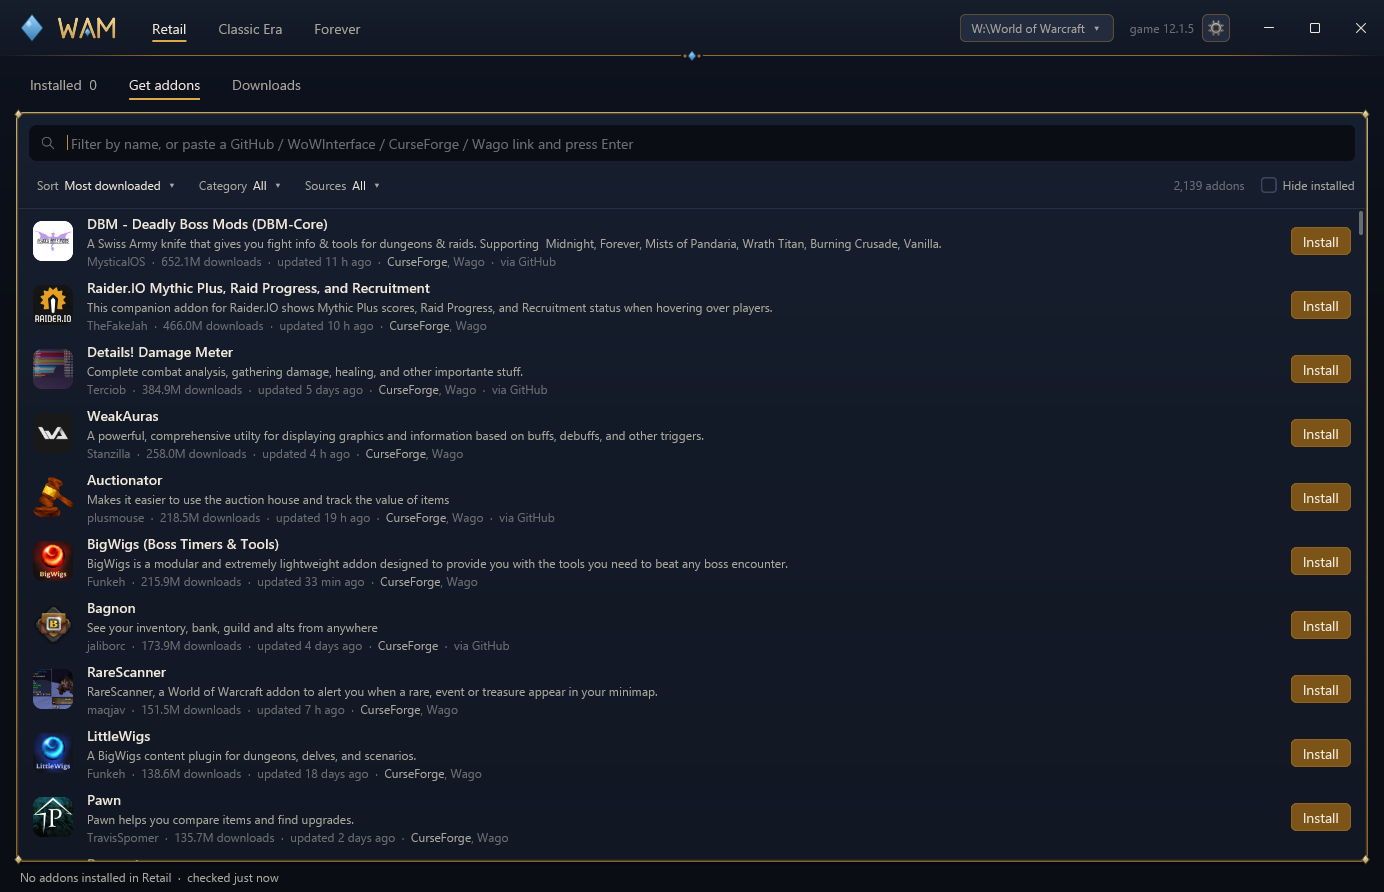 WAM Retail Classic Era Forever W:\World of Warcraft ▾ game 12.1.5
Installed 0 Get addons Downloads
Filter by name, or paste a GitHub / WoWInterface / CurseForge / Wago link and press Enter
Sort Most downloaded ▾ Category All ▾ Sources All ▾ 2,139 addons Hide installed
DBM - Deadly Boss Mods (DBM-Core)
A Swiss Army knife that gives you fight info & tools for dungeons & raids. Supporting  Midnight, Forever, Mists of Pandaria, Wrath Titan, Burning Crusade, Vanilla.
MysticalOS · 652.1M downloads · updated 11 h ago · CurseForge, Wago · via GitHub
Install
RAIDER.IO
Raider.IO Mythic Plus, Raid Progress, and Recruitment
This companion addon for Raider.IO shows Mythic Plus scores, Raid Progress, and Recruitment status when hovering over players.
TheFakeJah · 466.0M downloads · updated 10 h ago · CurseForge, Wago
Install
Details! Damage Meter
Complete combat analysis, gathering damage, healing, and other importante stuff.
Terciob · 384.9M downloads · updated 5 days ago · CurseForge, Wago · via GitHub
Install
WeakAuras
A powerful, comprehensive utilty for displaying graphics and information based on buffs, debuffs, and other triggers.
Stanzilla · 258.0M downloads · updated 4 h ago · CurseForge, Wago
Install
Auctionator
Makes it easier to use the auction house and track the value of items
plusmouse · 218.5M downloads · updated 19 h ago · CurseForge, Wago · via GitHub
Install
BigWigs
BigWigs (Boss Timers & Tools)
BigWigs is a modular and extremely lightweight addon designed to provide you with the tools you need to beat any boss encounter.
Funkeh · 215.9M downloads · updated 33 min ago · CurseForge, Wago
Install
B
Bagnon
See your inventory, bank, guild and alts from anywhere
jaliborc · 173.9M downloads · updated 4 days ago · CurseForge · via GitHub
Install
RareScanner
RareScanner, a World of Warcraft addon to alert you when a rare, event or treasure appear in your minimap.
maqjav · 151.5M downloads · updated 7 h ago · CurseForge, Wago
Install
LittleWigs
LittleWigs
A BigWigs content plugin for dungeons, delves, and scenarios.
Funkeh · 138.6M downloads · updated 18 days ago · CurseForge, Wago
Install
P
Pawn
Pawn helps you compare items and find upgrades.
TravisSpomer · 135.7M downloads · updated 2 days ago · CurseForge, Wago
Install
No addons installed in Retail · checked just now